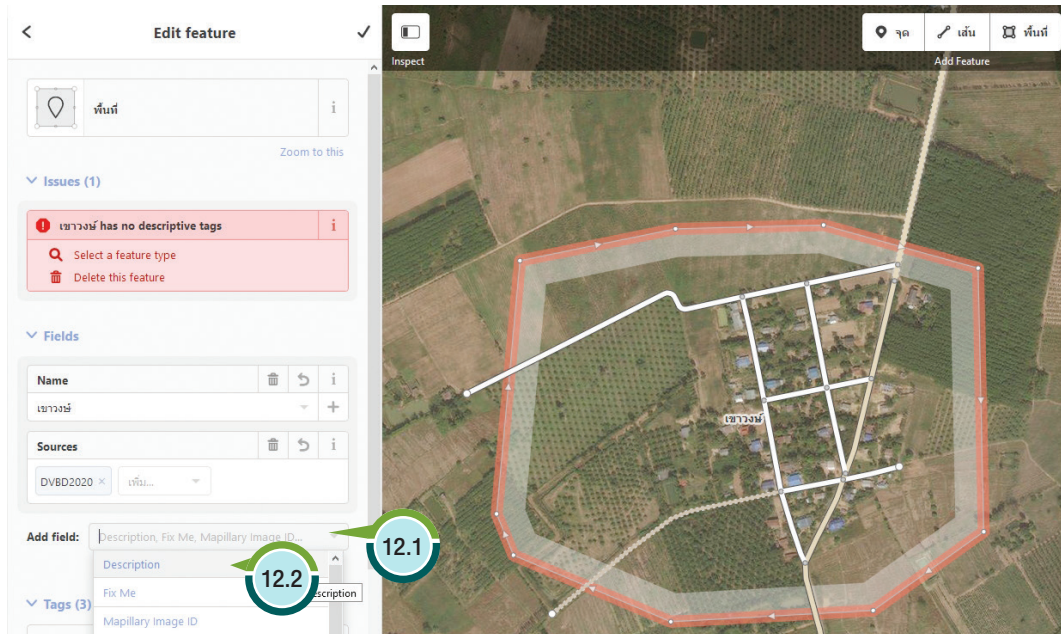 Edit feature
พื้นที่
i
Zoom to this
Issues (1)
เขาวงษ์ has no descriptive tags
i
Select a feature type
Delete this feature
Fields
Name
i
เขาวงษ์
Sources
i
DVBD2020 ×
เพิ่ม...
Add field:
Description, Fix Me, Mapillary Image ID...
12.1
Description
12.2
Fix Me
Mapillary Image ID
Tags (3)
Inspect
จุด
เส้น
พื้นที่
Add Feature
เขาวงษ์